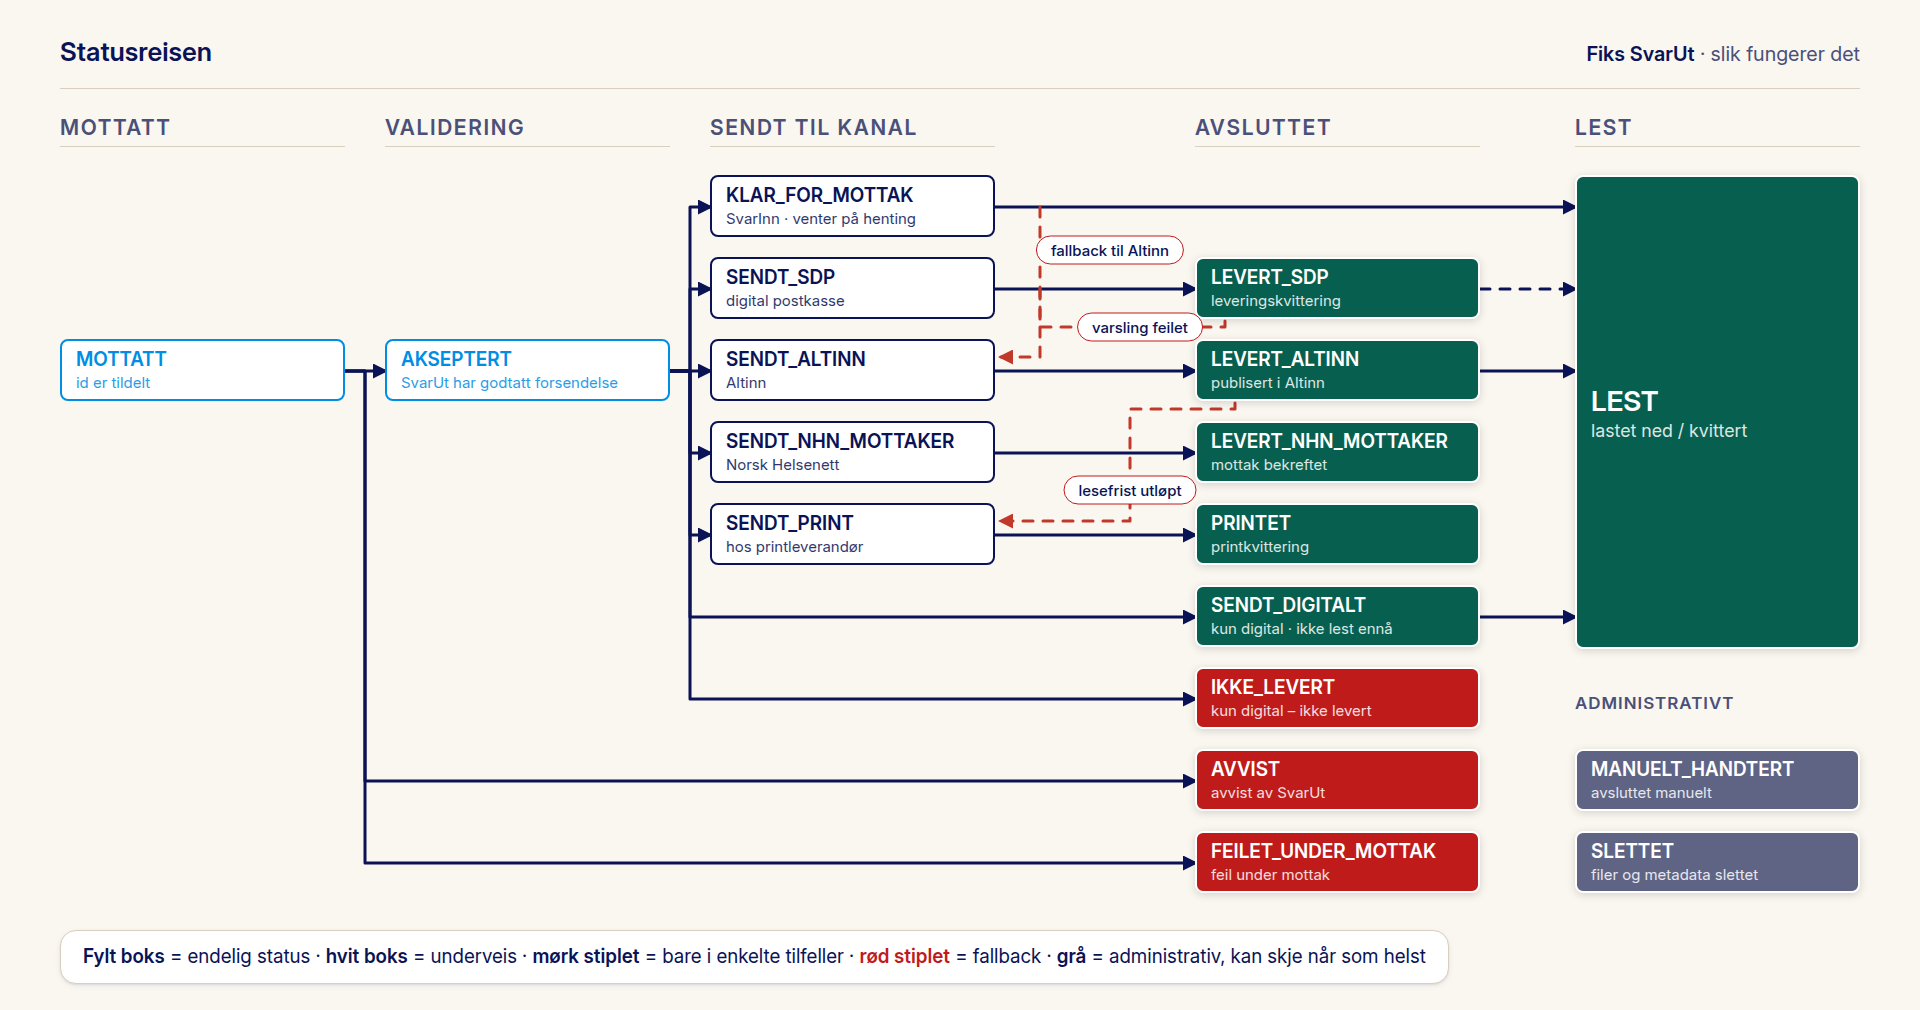 Statusreisen
Fiks SvarUt · slik fungerer det
MOTTATT
VALIDERING
SENDT TIL KANAL
AVSLUTTET
LEST
MOTTATT
id er tildelt
AKSEPTERT
SvarUt har godtatt forsendelse
KLAR_FOR_MOTTAK
SvarInn · venter på henting
SENDT_SDP
digital postkasse
SENDT_ALTINN
Altinn
SENDT_NHN_MOTTAKER
Norsk Helsenett
SENDT_PRINT
hos printleverandør
fallback til Altinn
varsling feilet
lesefrist utløpt
LEVERT_SDP
leveringskvittering
LEVERT_ALTINN
publisert i Altinn
LEVERT_NHN_MOTTAKER
mottak bekreftet
PRINTET
printkvittering
SENDT_DIGITALT
kun digital · ikke lest ennå
IKKE_LEVERT
kun digital – ikke levert
AVVIST
avvist av SvarUt
FEILET_UNDER_MOTTAK
feil under mottak
LEST
lastet ned / kvittert
ADMINISTRATIVT
MANUELT_HANDTERT
avsluttet manuelt
SLETTET
filer og metadata slettet
Fylt boks = endelig status · hvit boks = underveis · mørk stiplet = bare i enkelte tilfeller · rød stiplet = fallback · grå = administrativ, kan skje når som helst